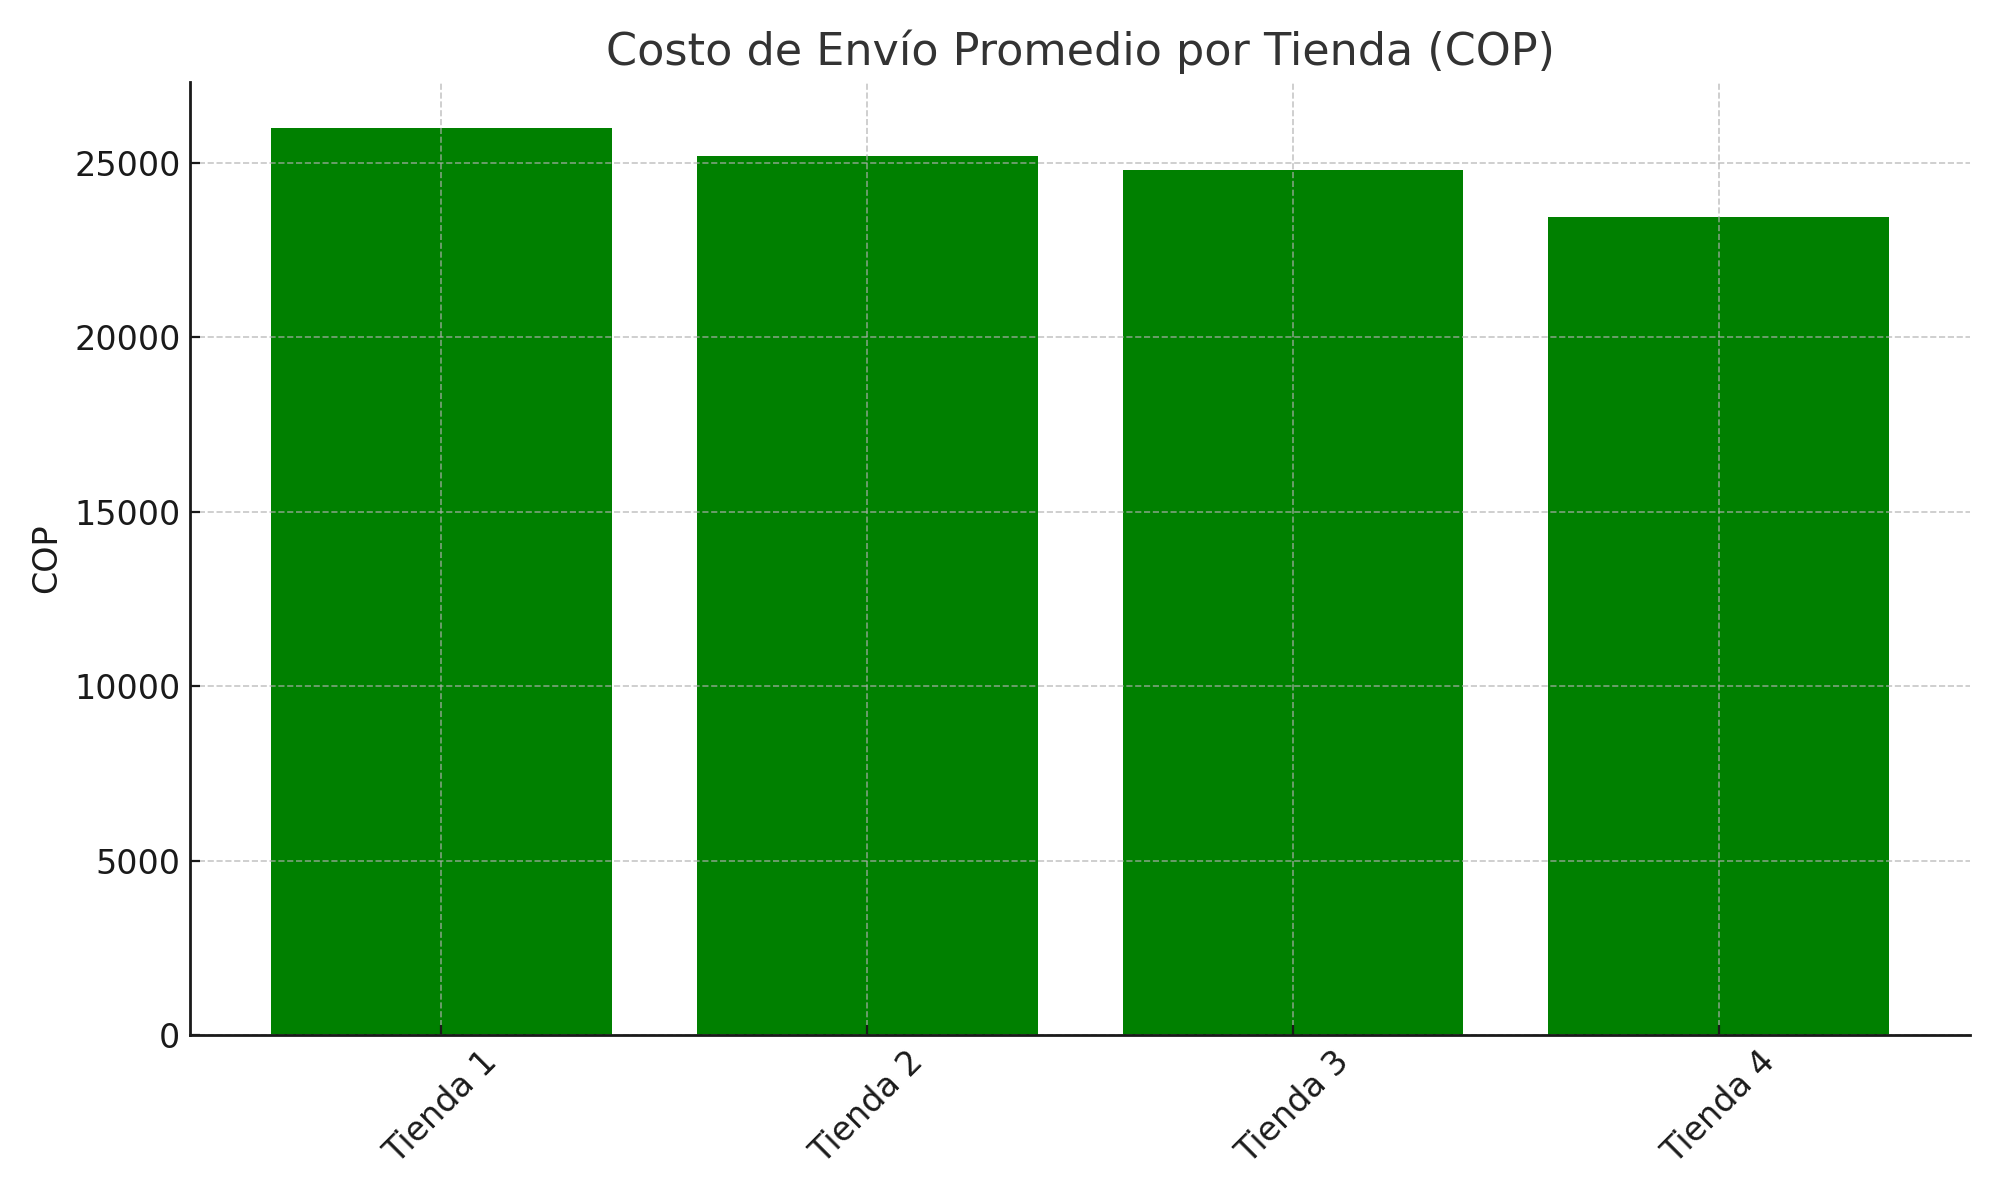 Costo de Envío Promedio por Tienda (COP)
25000
20000
15000
10000
5000
0
COP
Tienda 1
Tienda 2
Tienda 3
Tienda 4